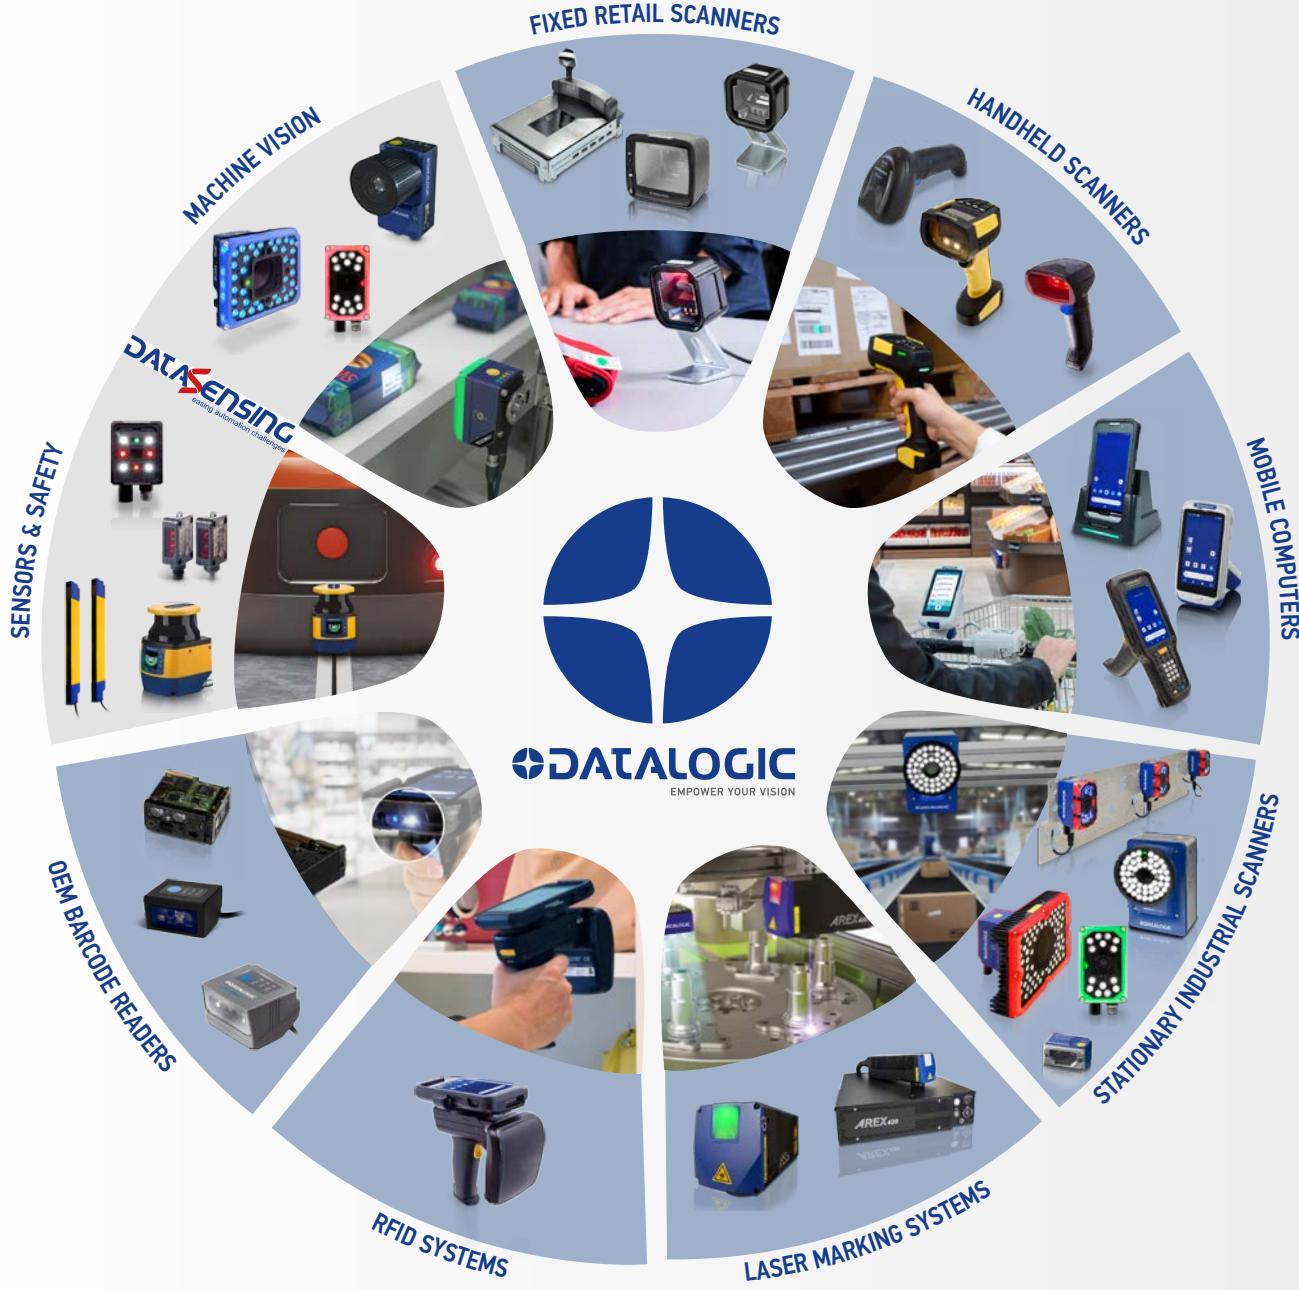 FIXED RETAIL SCANNERS
HANDHELD SCANNERS
MACHINE VISION
MOBILE COMPUTERS
DATASENSING
easing automation challenges
SENSORS & SAFETY
DATALOGIC
EMPOWER YOUR VISION
STATIONARY INDUSTRIAL SCANNERS
OEM BARCODE READERS
AREX
AREX 400
LASER MARKING SYSTEMS
RFID SYSTEMS